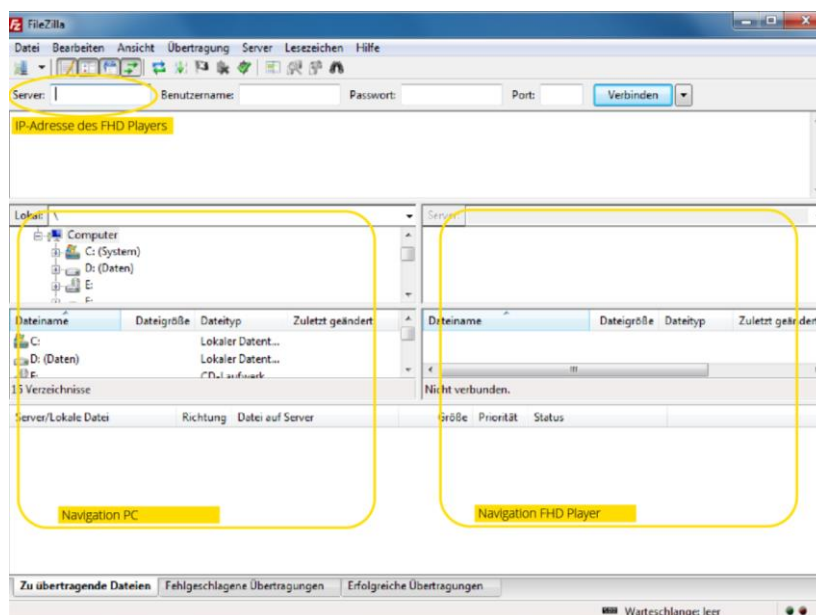 FileZilla
Datei Bearbeiten Ansicht Übertragung Server Lesezeichen Hilfe
Server: Benutzername: Passwort: Port: Verbinden
IP-Adresse des FHD Players
Lokal: \
Server:
Computer
C: (System)
D: (Daten)
E:
F:
Dateiname Dateigröße Dateityp Zuletzt geändert
Dateiname Dateigröße Dateityp Zuletzt geändert
C: Lokaler Datent...
D: (Daten) Lokaler Datent...
E: CD-Laufwerk
15 Verzeichnisse
Nicht verbunden.
Server/Lokale Datei Richtung Datei auf Server Größe Priorität Status
Navigation PC
Navigation FHD Player
Zu übertragende Dateien Fehlgeschlagene Übertragungen Erfolgreiche Übertragungen
Warteschlange: leer